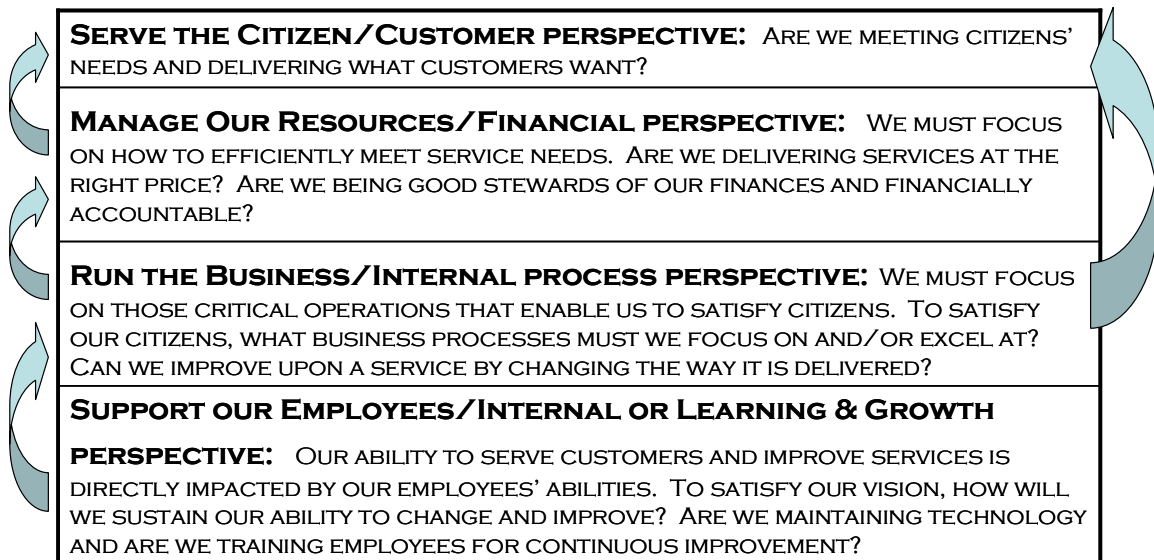 Serve the Citizen/Customer perspective: Are we meeting citizens'
needs and delivering what customers want?
Manage Our Resources/Financial perspective: We must focus
on how to efficiently meet service needs. Are we delivering services at the
right price? Are we being good stewards of our finances and financially
accountable?
Run the Business/Internal process perspective: We must focus
on those critical operations that enable us to satisfy citizens. To satisfy
our citizens, what business processes must we focus on and/or excel at?
Can we improve upon a service by changing the way it is delivered?
Support our Employees/Internal or Learning & Growth
perspective: Our ability to serve customers and improve services is
directly impacted by our employees' abilities. To satisfy our vision, how will
we sustain our ability to change and improve? Are we maintaining technology
and are we training employees for continuous improvement?